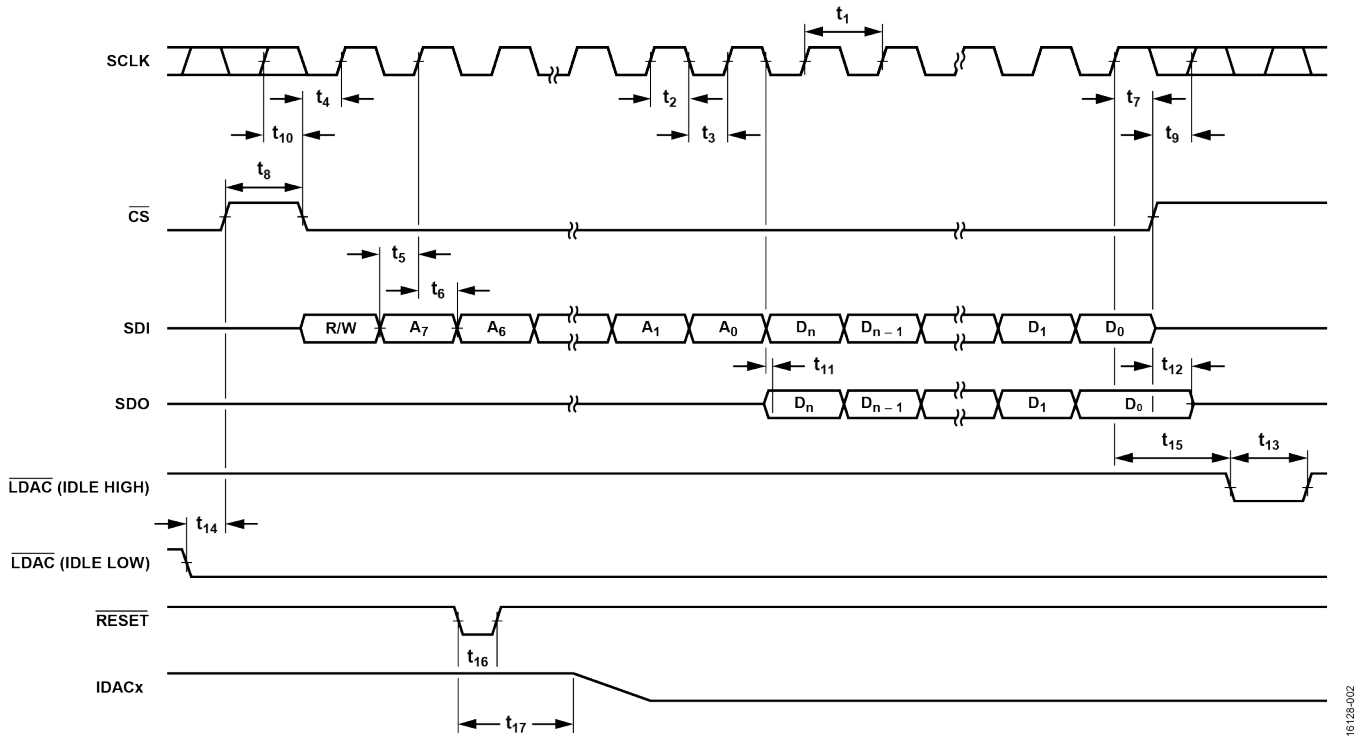 t1
SCLK
t4
t2
t7
t10
t3
t9
t8
CS
t5
t6
SDI R/W A7 A6 A1 A0 Dn Dn – 1 D1 D0
t11 t12
SDO Dn Dn – 1 D1 D0
t15 t13
LDAC (IDLE HIGH)
t14
LDAC (IDLE LOW)
RESET
t16
IDACx
t17
16128-002